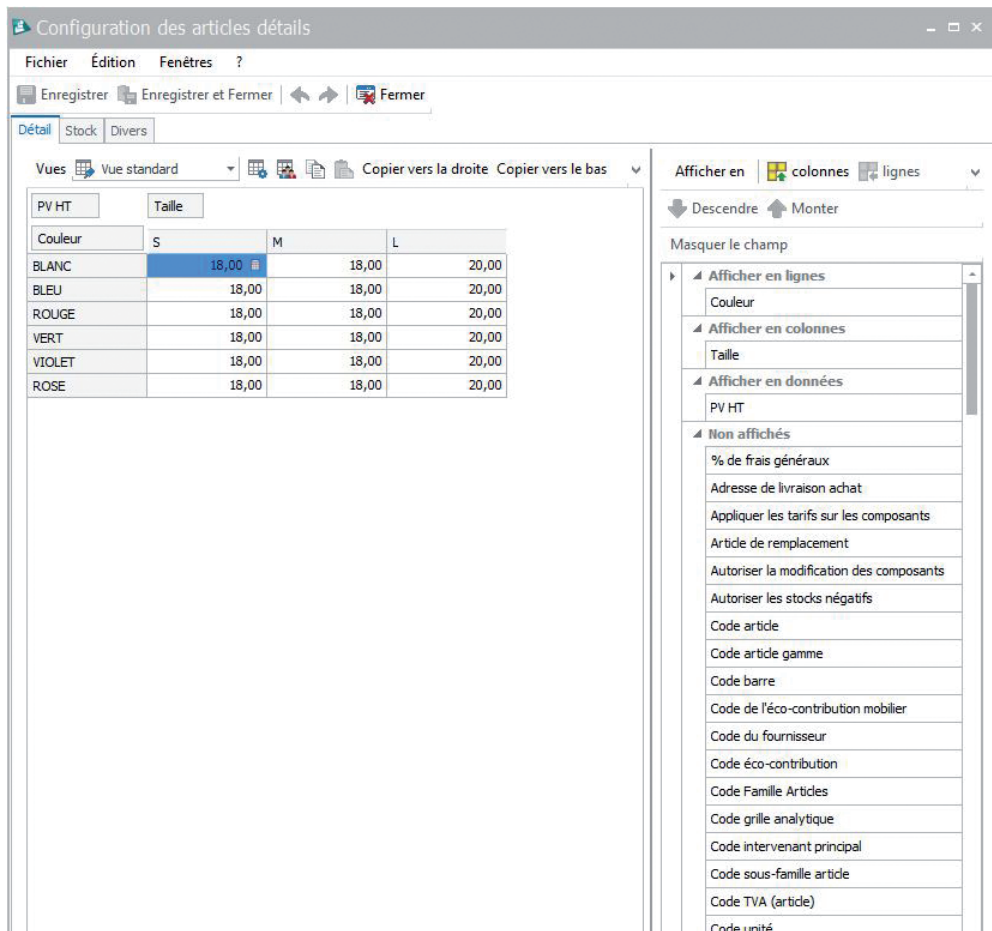 Configuration des articles détails
Fichier Édition Fenêtres ?
Enregistrer Enregistrer et Fermer Fermer
Détail Stock Divers
Vues Vue standard Copier vers la droite Copier vers le bas
PV HT Taille
Couleur S M L
BLANC 18,00 18,00 20,00
BLEU 18,00 18,00 20,00
ROUGE 18,00 18,00 20,00
VERT 18,00 18,00 20,00
VIOLET 18,00 18,00 20,00
ROSE 18,00 18,00 20,00
Afficher en colonnes lignes
Descendre Monter
Masquer le champ
Afficher en lignes
Couleur
Afficher en colonnes
Taille
Afficher en données
PV HT
Non affichés
% de frais généraux
Adresse de livraison achat
Appliquer les tarifs sur les composants
Article de remplacement
Autoriser la modification des composants
Autoriser les stocks négatifs
Code article
Code article gamme
Code barre
Code de l'éco-contribution mobilier
Code du fournisseur
Code éco-contribution
Code Famille Articles
Code grille analytique
Code intervenant principal
Code sous-famille article
Code TVA (article)
Code unité